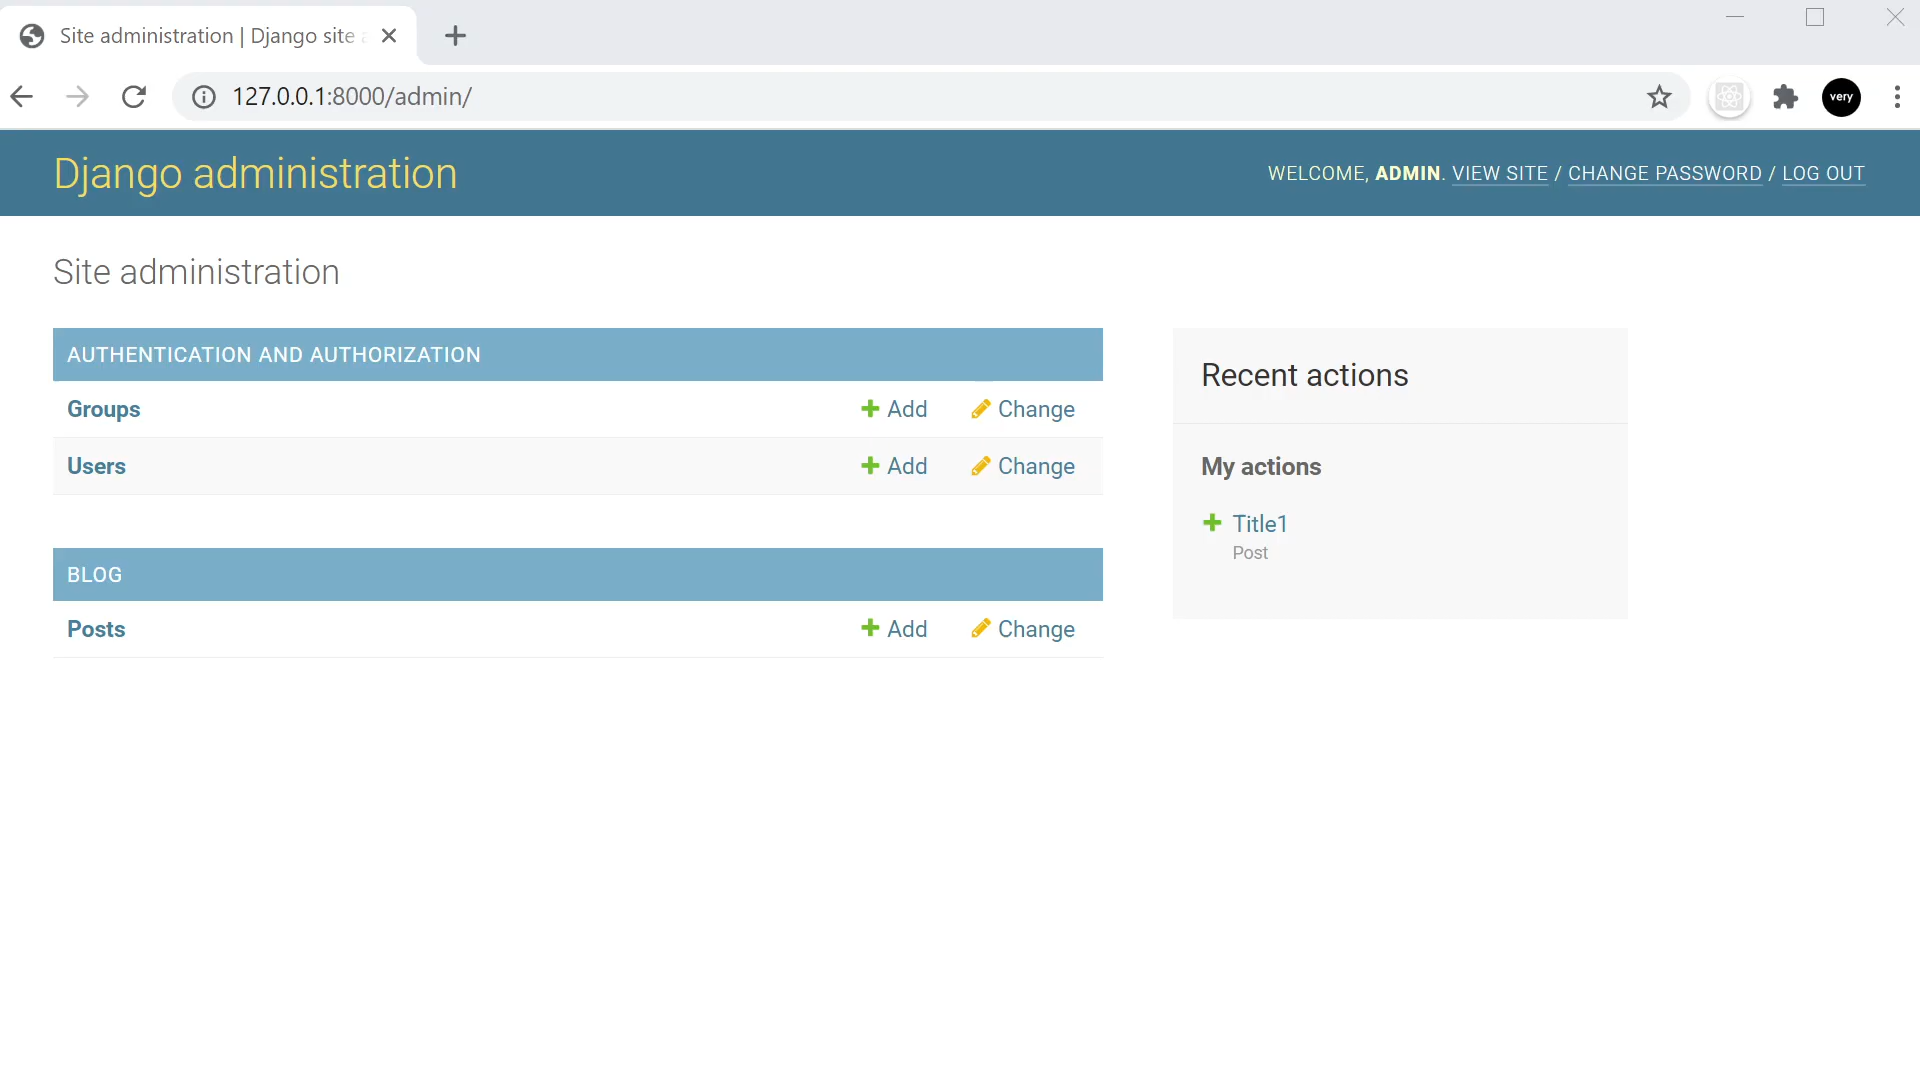 Site administration | Django site
127.0.0.1:8000/admin/
very
Django administration
WELCOME, ADMIN. VIEW SITE / CHANGE PASSWORD / LOG OUT
Site administration
AUTHENTICATION AND AUTHORIZATION
Groups Add Change
Users Add Change
BLOG
Posts Add Change
Recent actions
My actions
Title1
Post